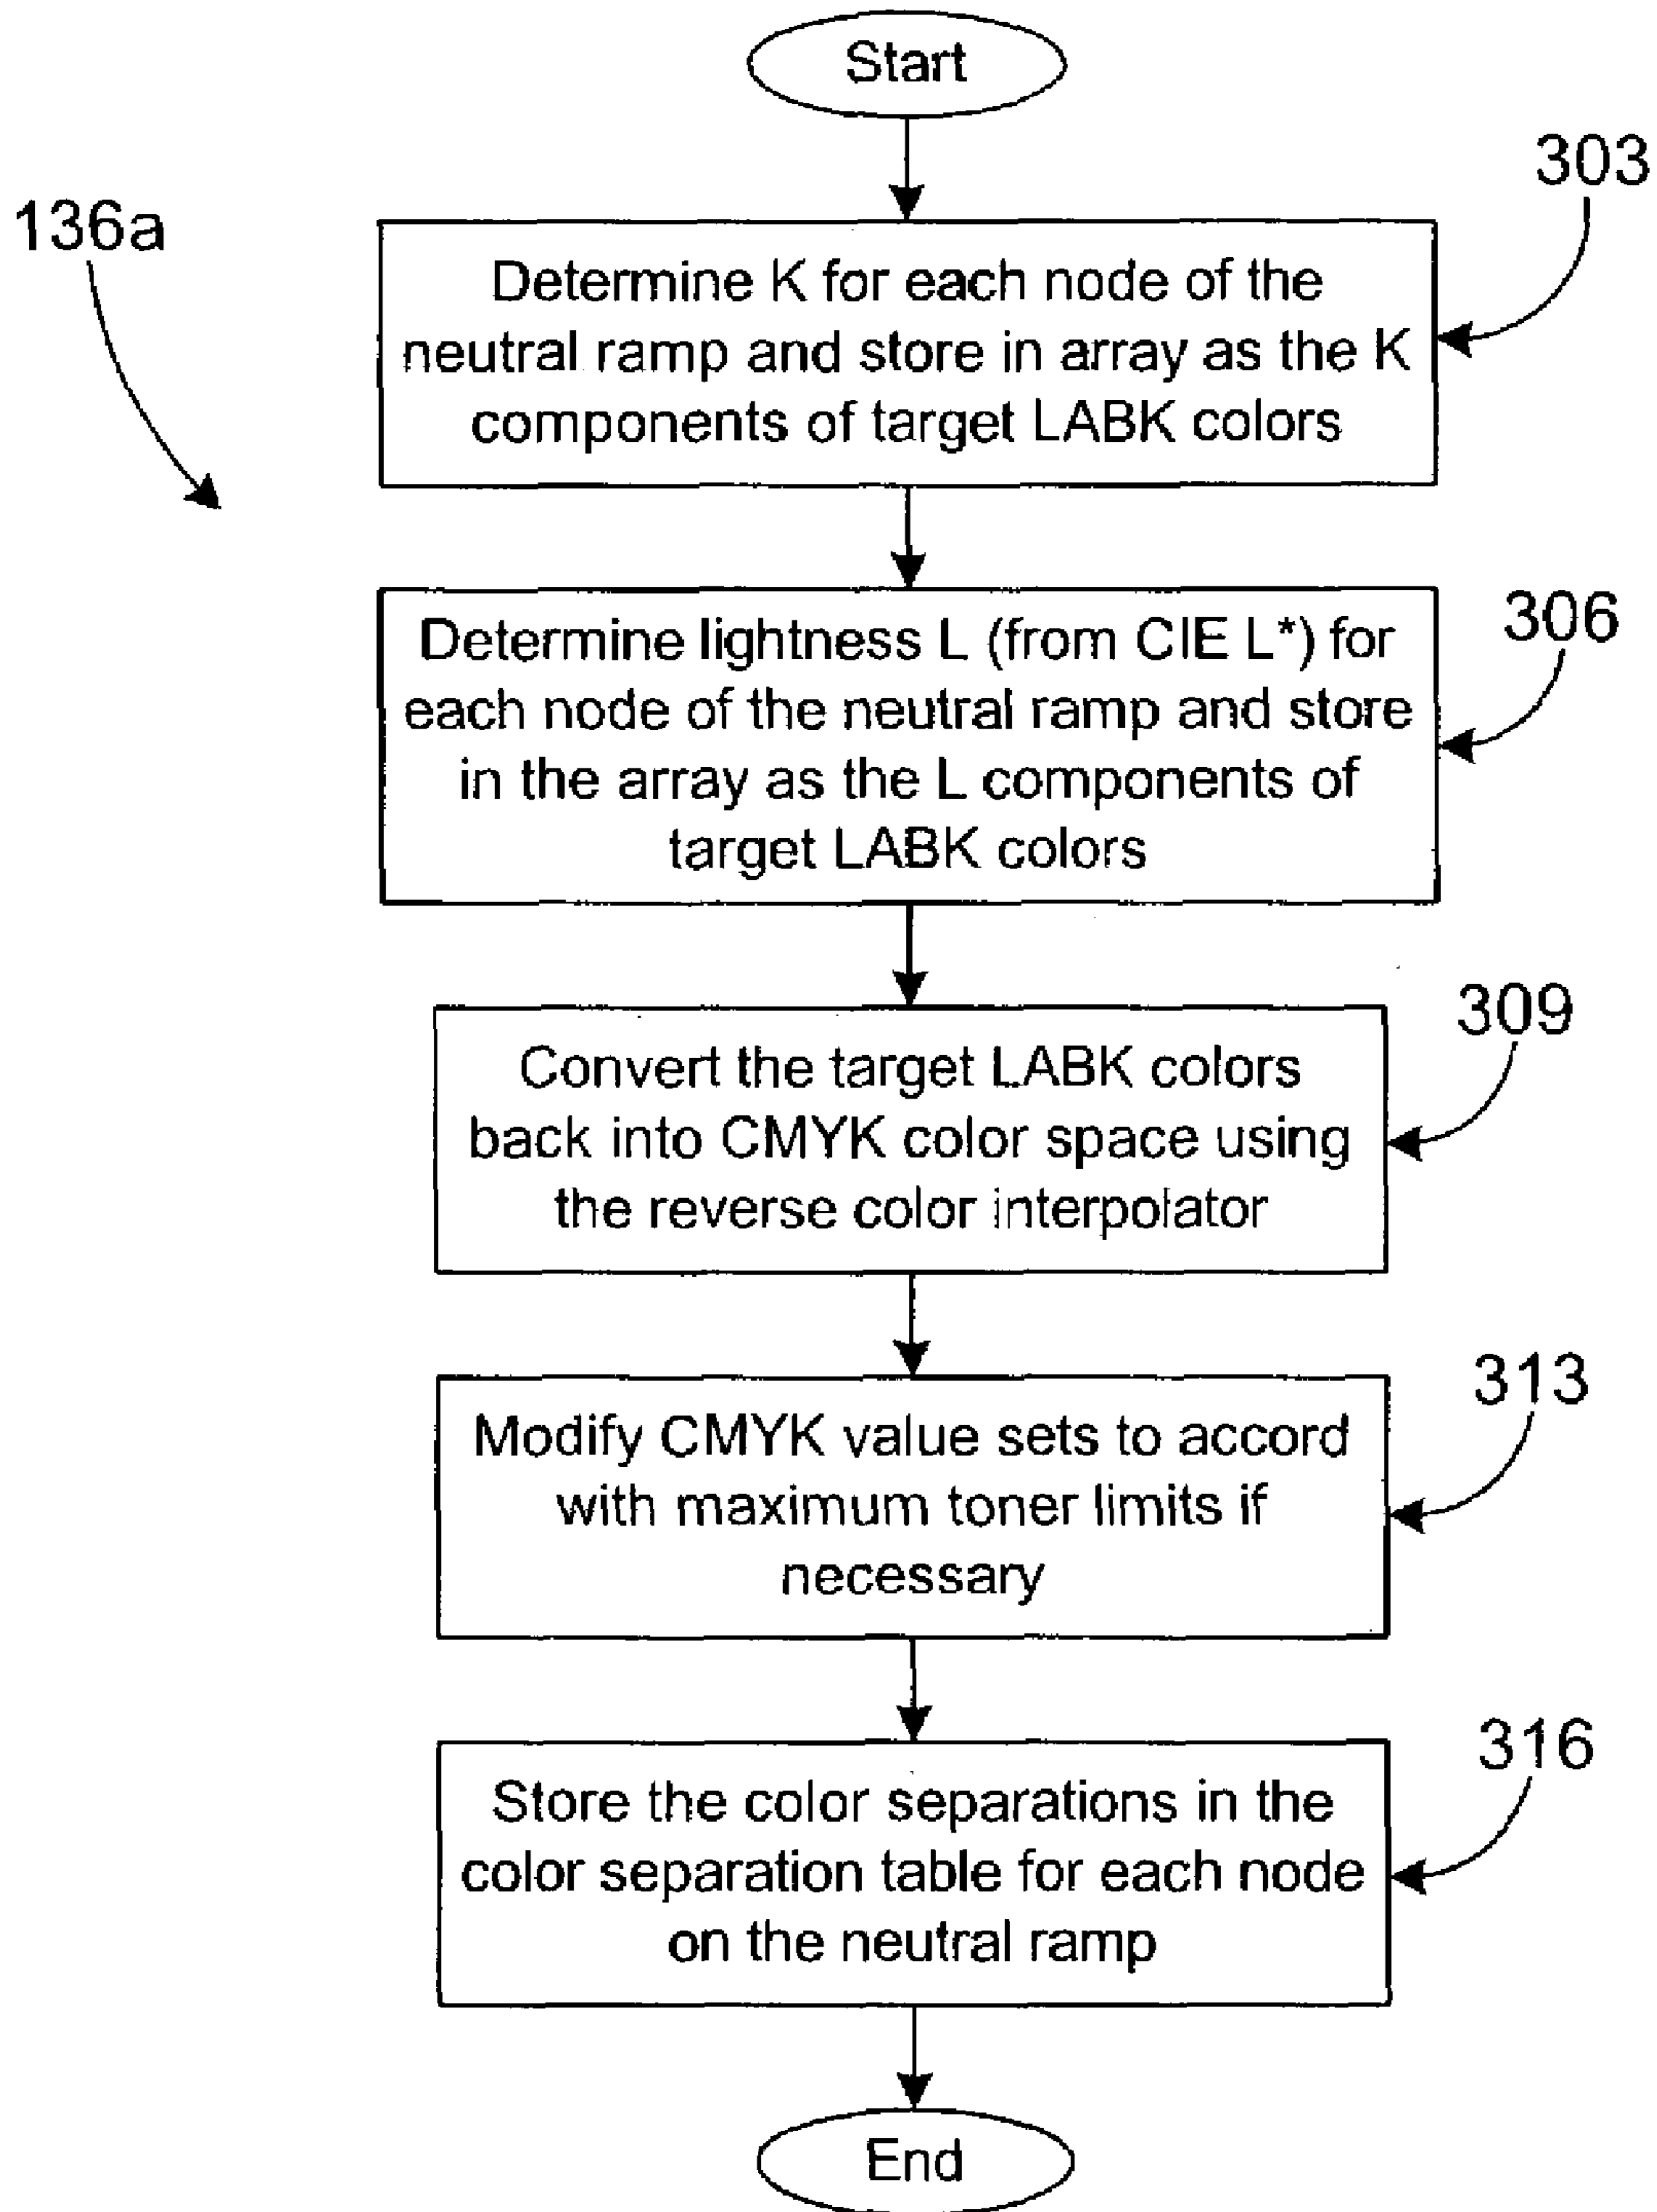 Start
303
136a
Determine K for each node of the
neutral ramp and store in array as the K
components of target LABK colors
306
Determine lightness L (from CIE L*) for
each node of the neutral ramp and store
in the array as the L components of
target LABK colors
309
Convert the target LABK colors
back into CMYK color space using
the reverse color interpolator
313
Modify CMYK value sets to accord
with maximum toner limits if
necessary
316
Store the color separations in the
color separation table for each node
on the neutral ramp
End